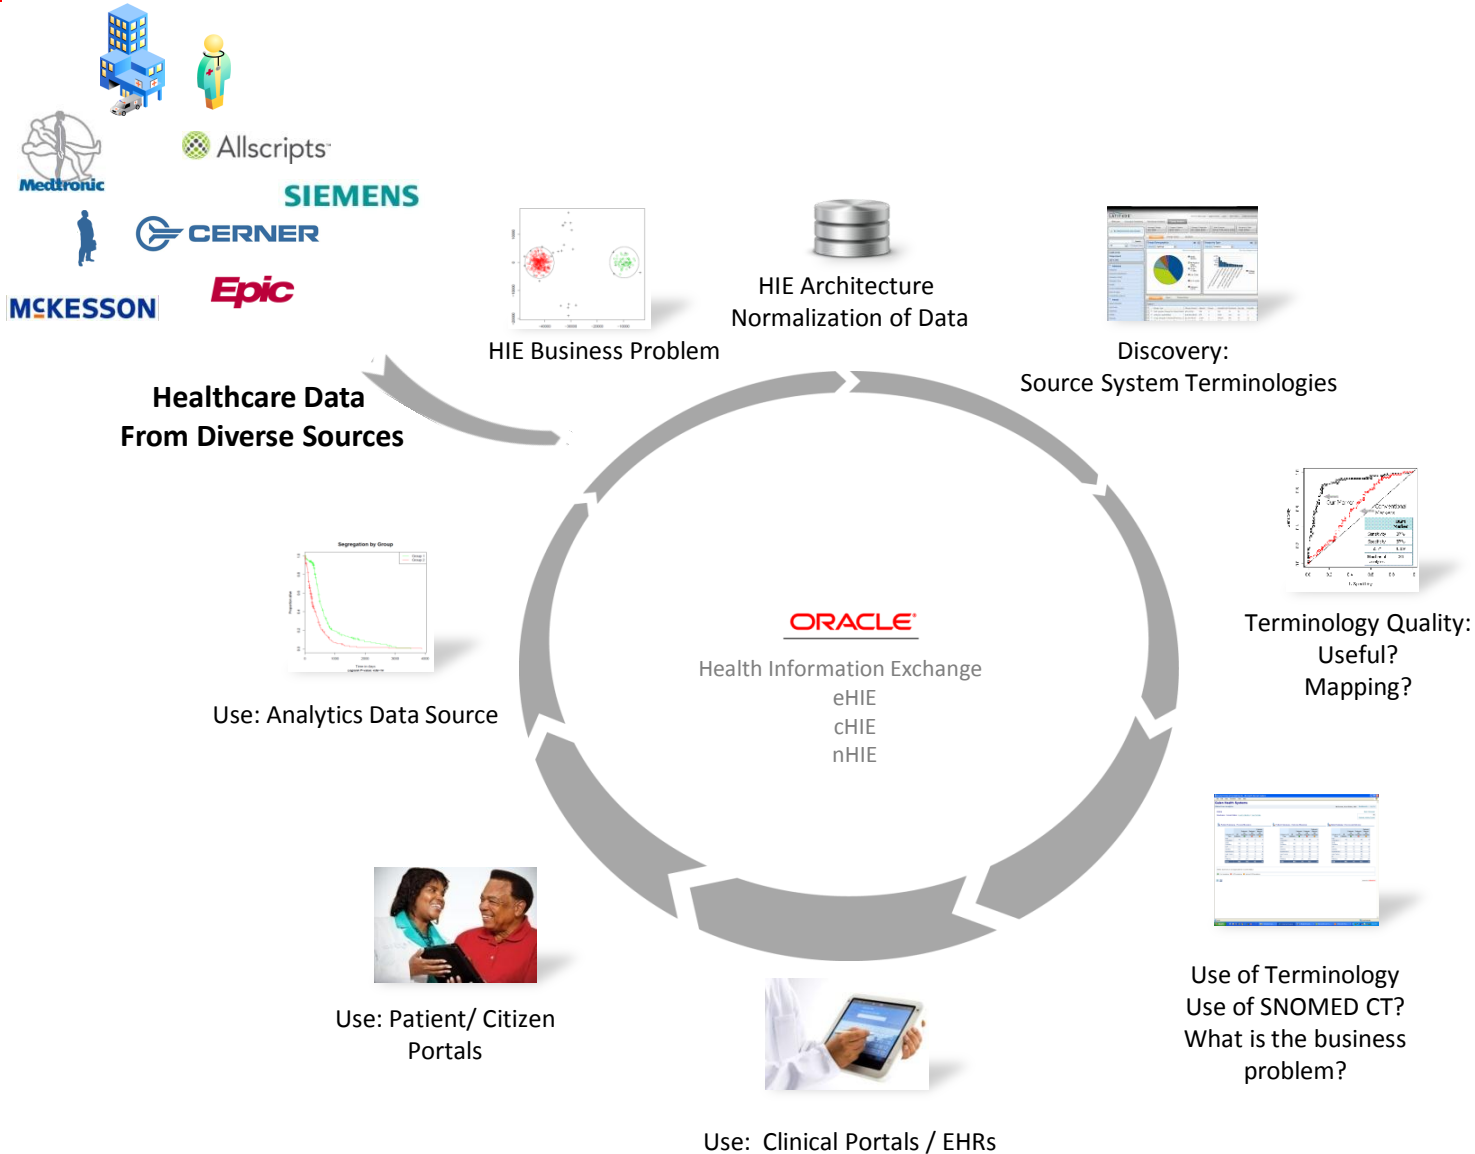 Allscripts
Medtronic
SIEMENS
CERNER
Epic
MCKESSON
Healthcare Data
From Diverse Sources
HIE Business Problem
HIE Architecture
Normalization of Data
Discovery:
Source System Terminologies
Our Marker
Conventional
Terminology Quality:
Useful?
Mapping?
Segregation by Group
Use: Analytics Data Source
ORACLE
Health Information Exchange
eHIE
cHIE
nHIE
Use of Terminology
Use of SNOMED CT?
What is the business
problem?
Use: Patient/ Citizen
Portals
Use: Clinical Portals / EHRs